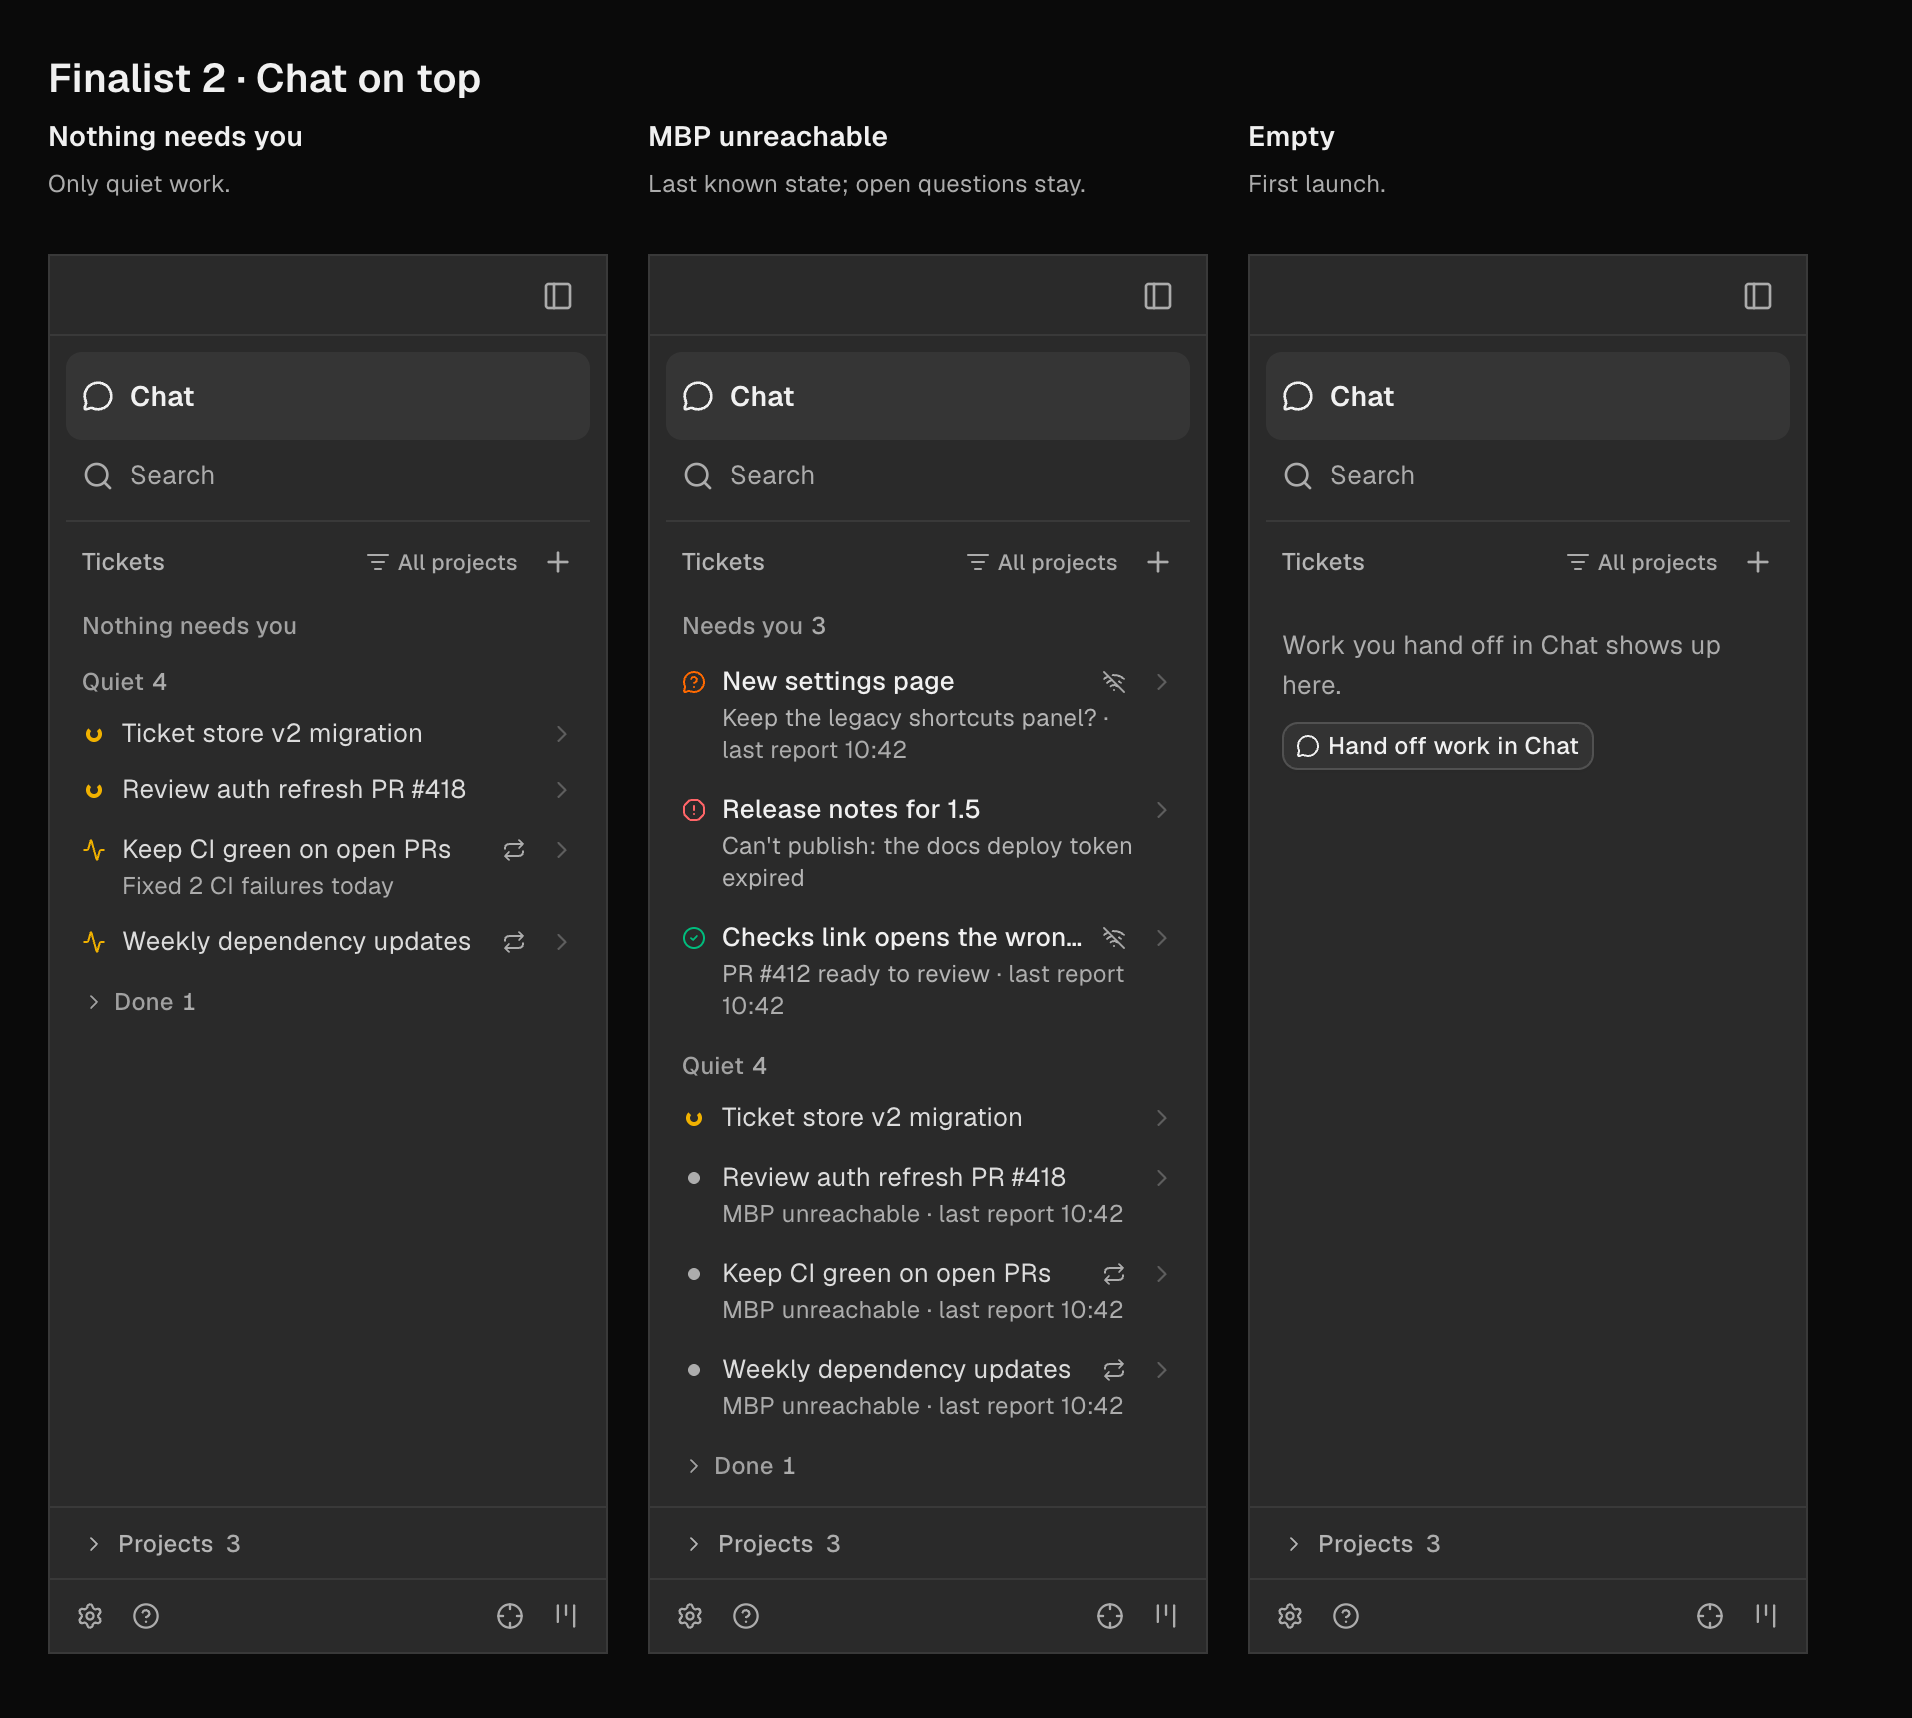 Finalist 2 · Chat on top
Nothing needs you
Only quiet work.
Chat
Search
Tickets
All projects
Nothing needs you
Quiet 4
Ticket store v2 migration
Review auth refresh PR #418
Keep CI green on open PRs
Fixed 2 CI failures today
Weekly dependency updates
Done 1
Projects 3
MBP unreachable
Last known state; open questions stay.
Chat
Search
Tickets
All projects
Needs you 3
New settings page
Keep the legacy shortcuts panel? ·
last report 10:42
Release notes for 1.5
Can't publish: the docs deploy token
expired
Checks link opens the wron...
PR #412 ready to review · last report
10:42
Quiet 4
Ticket store v2 migration
Review auth refresh PR #418
MBP unreachable · last report 10:42
Keep CI green on open PRs
MBP unreachable · last report 10:42
Weekly dependency updates
MBP unreachable · last report 10:42
Done 1
Projects 3
Empty
First launch.
Chat
Search
Tickets
All projects
Work you hand off in Chat shows up
here.
Hand off work in Chat
Projects 3